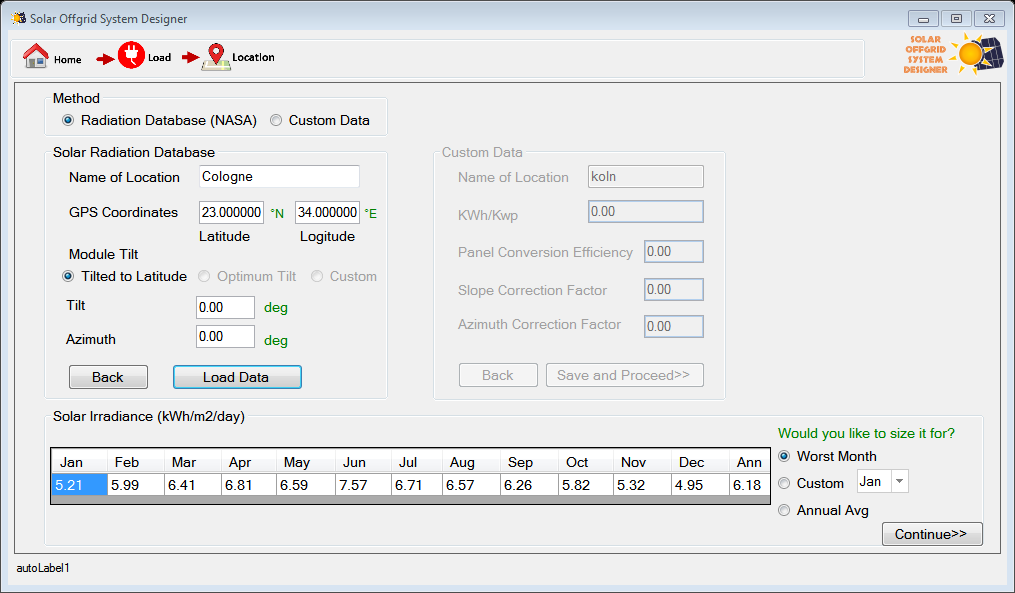 Solar Offgrid System Designer
Home
Load
Location
SOLAR
OFFGRID
SYSTEM
DESIGNER
Method
Radiation Database (NASA) Custom Data
Solar Radiation Database
Name of Location Cologne
GPS Coordinates 23.000000 °N 34.000000 °E
Latitude Logitude
Module Tilt
Tilted to Latitude Optimum Tilt Custom
Tilt 0.00 deg
Azimuth 0.00 deg
Back Load Data
Custom Data
Name of Location koln
KWh/Kwp 0.00
Panel Conversion Efficiency 0.00
Slope Correction Factor 0.00
Azimuth Correction Factor 0.00
Back Save and Proceed>>
Solar Irradiance (kWh/m2/day)
Jan Feb Mar Apr May Jun Jul Aug Sep Oct Nov Dec Ann
5.21 5.99 6.41 6.81 6.59 7.57 6.71 6.57 6.26 5.82 5.32 4.95 6.18
Would you like to size it for?
Worst Month
Custom Jan
Annual Avg
Continue>>
autoLabel1